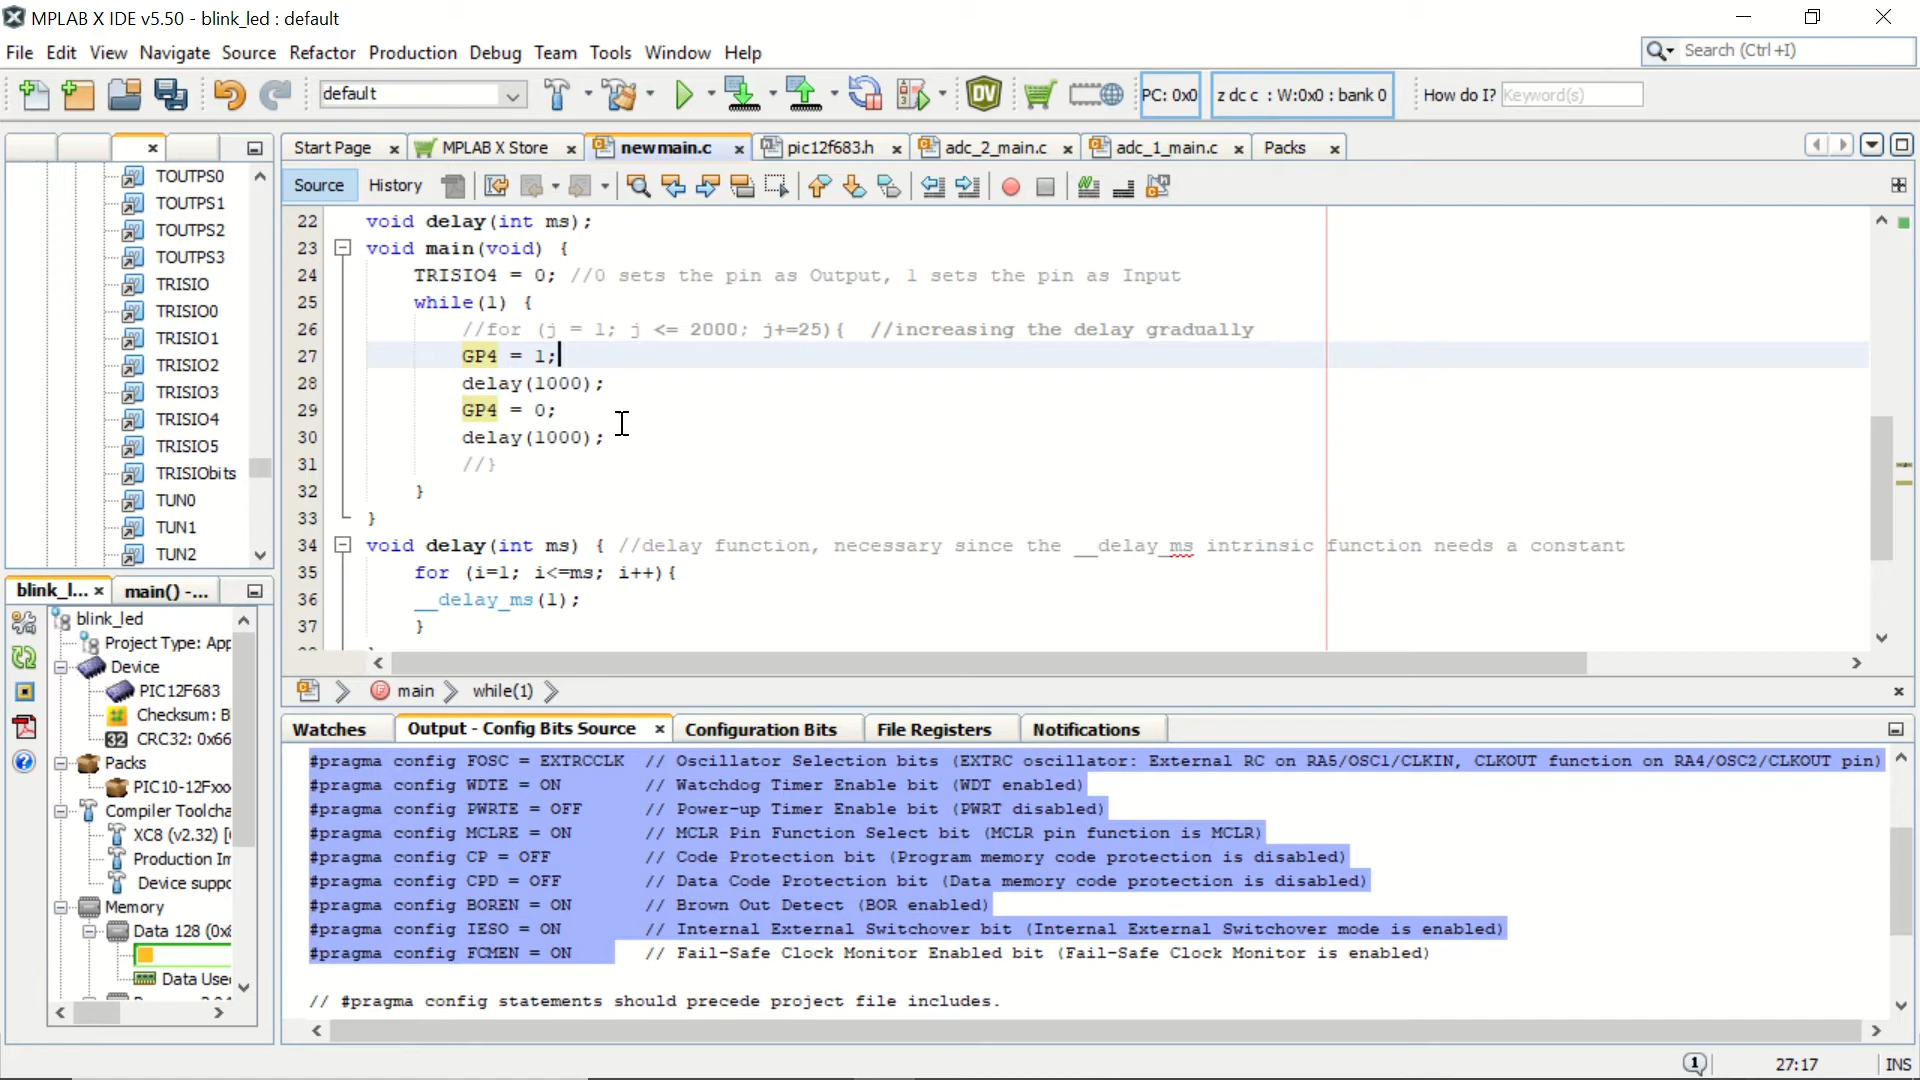 MPLAB X IDE v5.50 - blink_led : default
File Edit View Navigate Source Refactor Production Debug Team Tools Window Help
Search (Ctrl+I)
default
PC: 0x0
z dc c : W:0x0 : bank 0
How do I? Keyword(s)
Start Page
MPLAB X Store
newmain.c
pic12f683.h
adc_2_main.c
adc_1_main.c
Packs
Source History
TOUTPS0
TOUTPS1
TOUTPS2
TOUTPS3
TRISIO
TRISIO0
TRISIO1
TRISIO2
TRISIO3
TRISIO4
TRISIO5
TRISIObits
TUN0
TUN1
TUN2
22 void delay(int ms);
23 void main(void) {
24 TRISIO4 = 0; //0 sets the pin as Output, 1 sets the pin as Input
25 while(1) {
26 //for (j = 1; j <= 2000; j+=25){ //increasing the delay gradually
27 GP4 = 1;
28 delay(1000);
29 GP4 = 0;
30 delay(1000);
31 //}
32 }
33 }
34 void delay(int ms) { //delay function, necessary since the __delay_ms intrinsic function needs a constant
35 for (i=1; i<=ms; i++){
36 __delay_ms(1);
37 }
main while(1)
blink_l...
main() -...
blink_led
Project Type: App
Device
PIC12F683
Checksum: B
CRC32: 0x66
Packs
PIC10-12Fxx
Compiler Toolcha
XC8 (v2.32) [
Production Im
Device suppo
Memory
Data 128 (0x8
Data Use
Watches
Output - Config Bits Source
Configuration Bits
File Registers
Notifications
#pragma config FOSC = EXTRCCLK // Oscillator Selection bits (EXTRC oscillator: External RC on RA5/OSC1/CLKIN, CLKOUT function on RA4/OSC2/CLKOUT pin)
#pragma config WDTE = ON // Watchdog Timer Enable bit (WDT enabled)
#pragma config PWRTE = OFF // Power-up Timer Enable bit (PWRT disabled)
#pragma config MCLRE = ON // MCLR Pin Function Select bit (MCLR pin function is MCLR)
#pragma config CP = OFF // Code Protection bit (Program memory code protection is disabled)
#pragma config CPD = OFF // Data Code Protection bit (Data memory code protection is disabled)
#pragma config BOREN = ON // Brown Out Detect (BOR enabled)
#pragma config IESO = ON // Internal External Switchover bit (Internal External Switchover mode is enabled)
#pragma config FCMEN = ON // Fail-Safe Clock Monitor Enabled bit (Fail-Safe Clock Monitor is enabled)
// #pragma config statements should precede project file includes.
1
27:17
INS